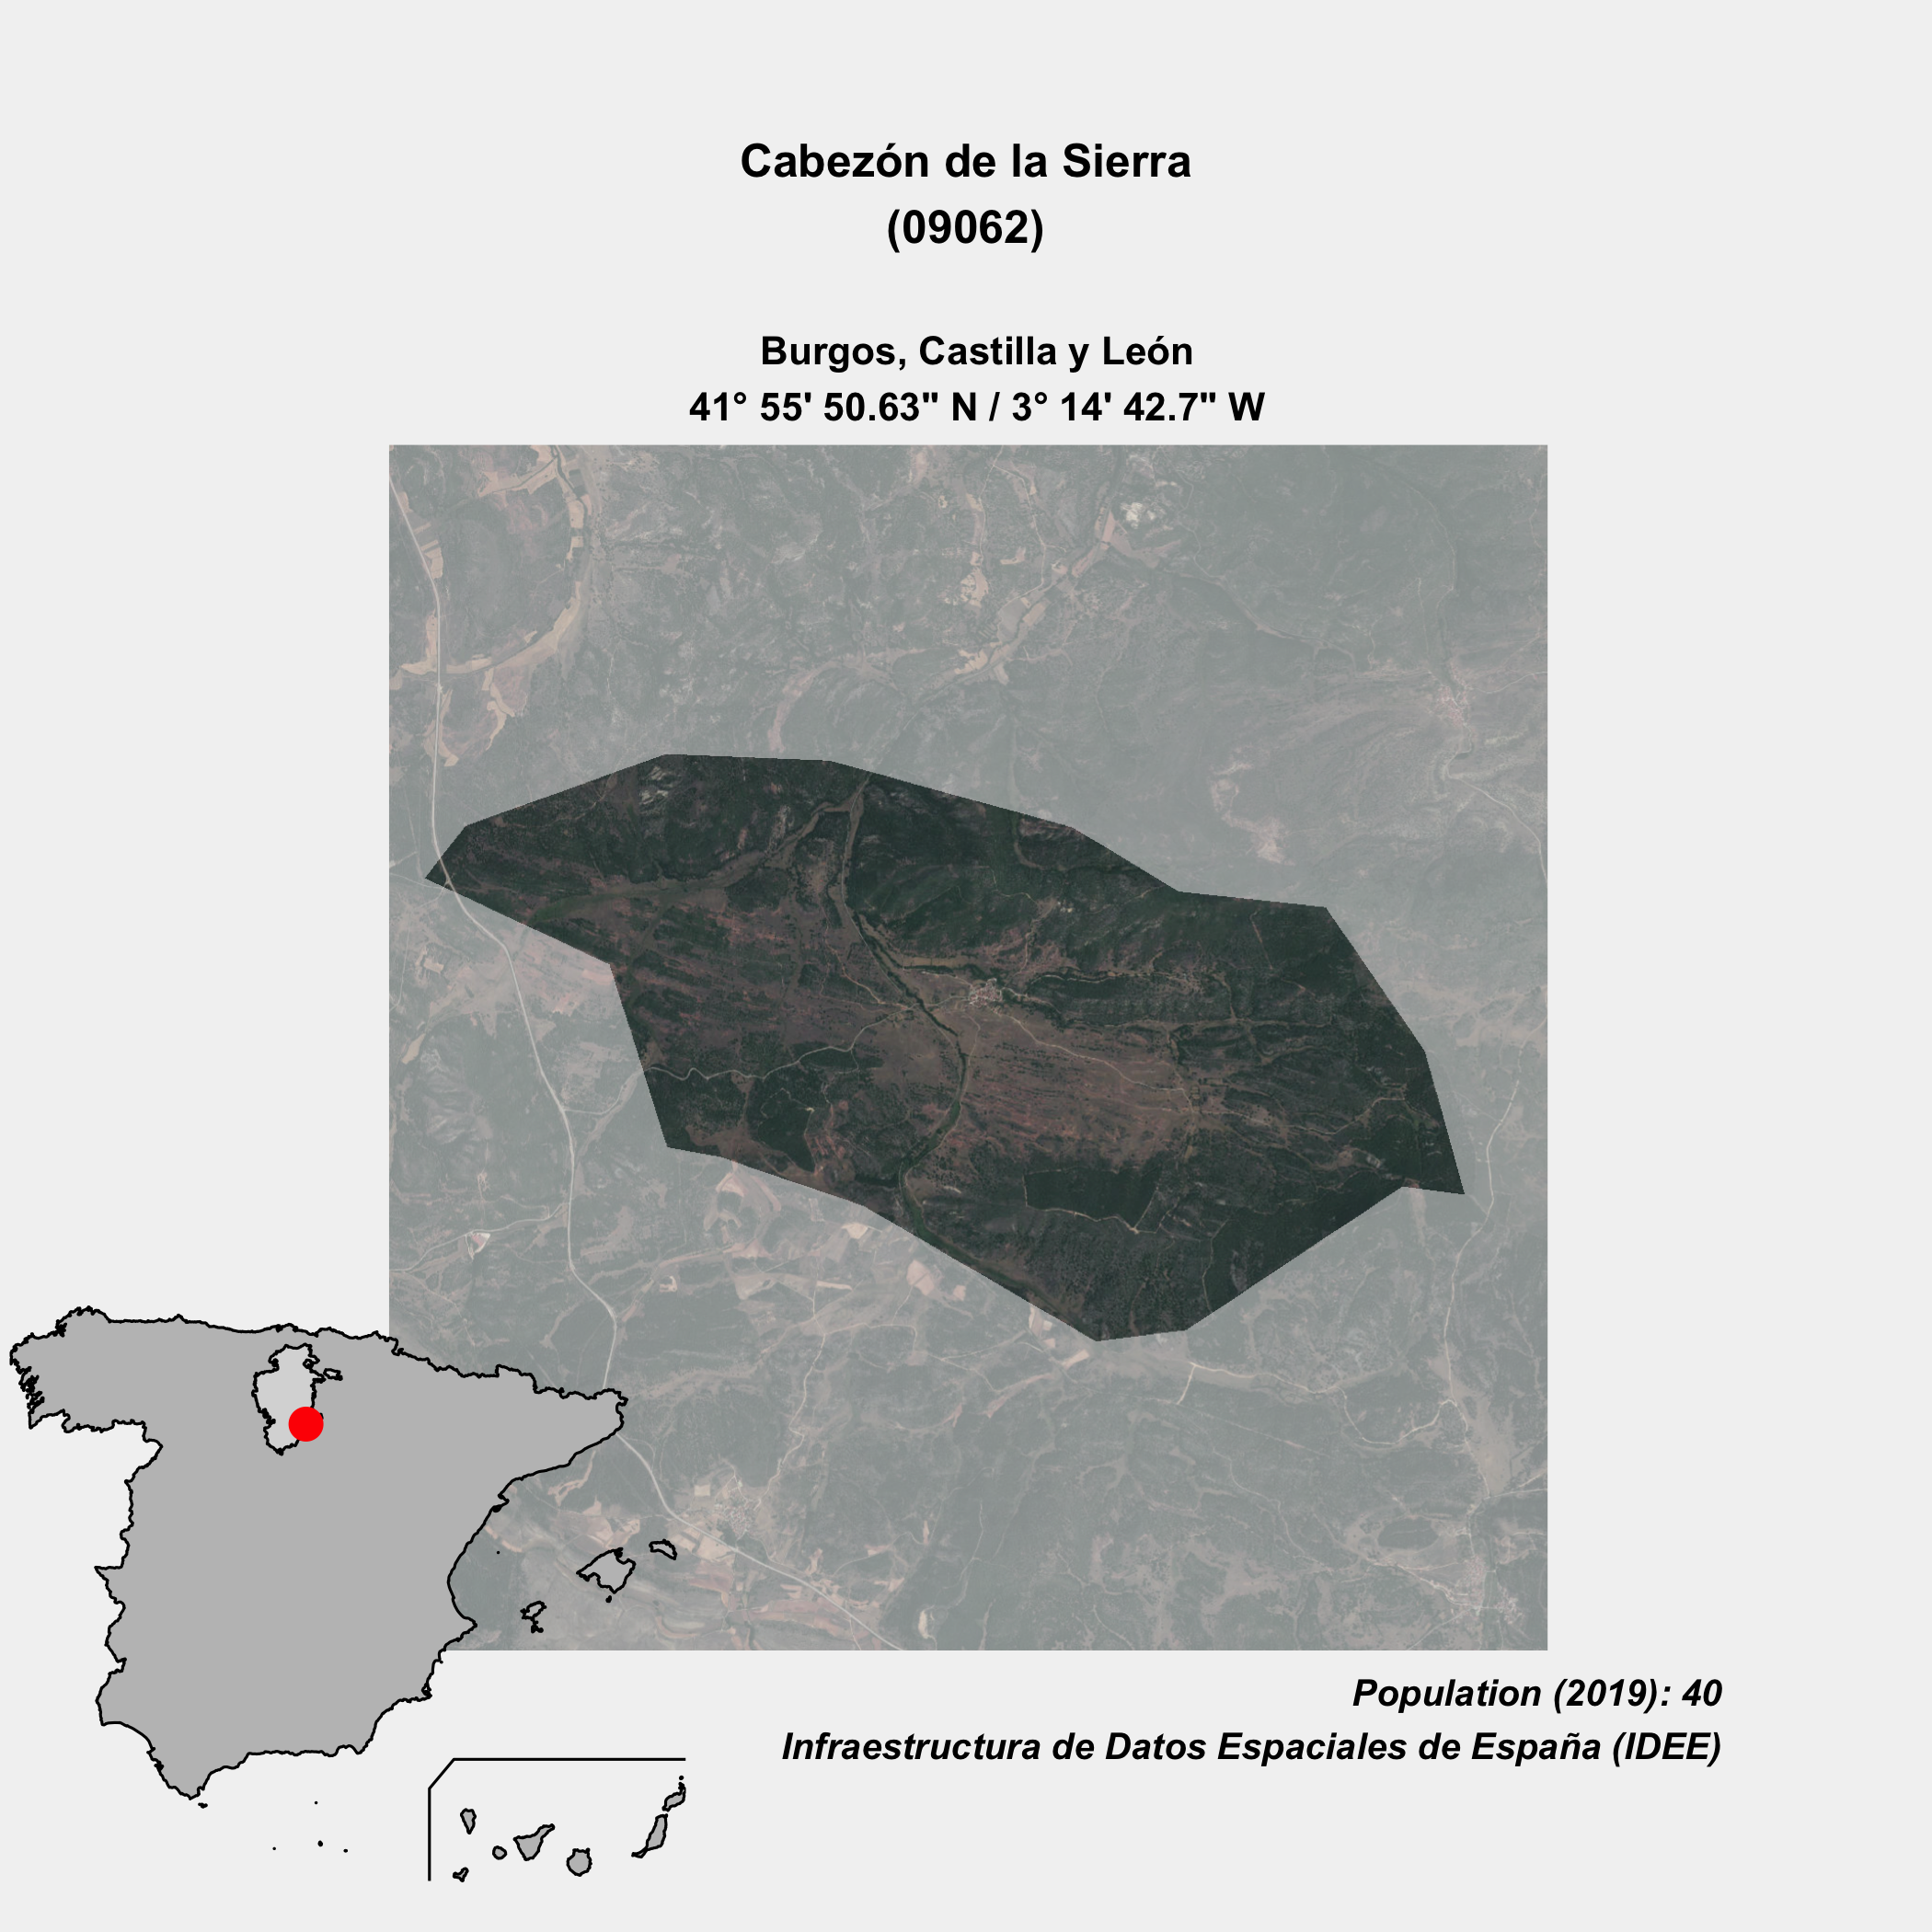 Cabezón de la Sierra
(09062)
Burgos, Castilla y León
41° 55' 50.63" N / 3° 14' 42.7" W
Population (2019): 40
Infraestructura de Datos Espaciales de España (IDEE)